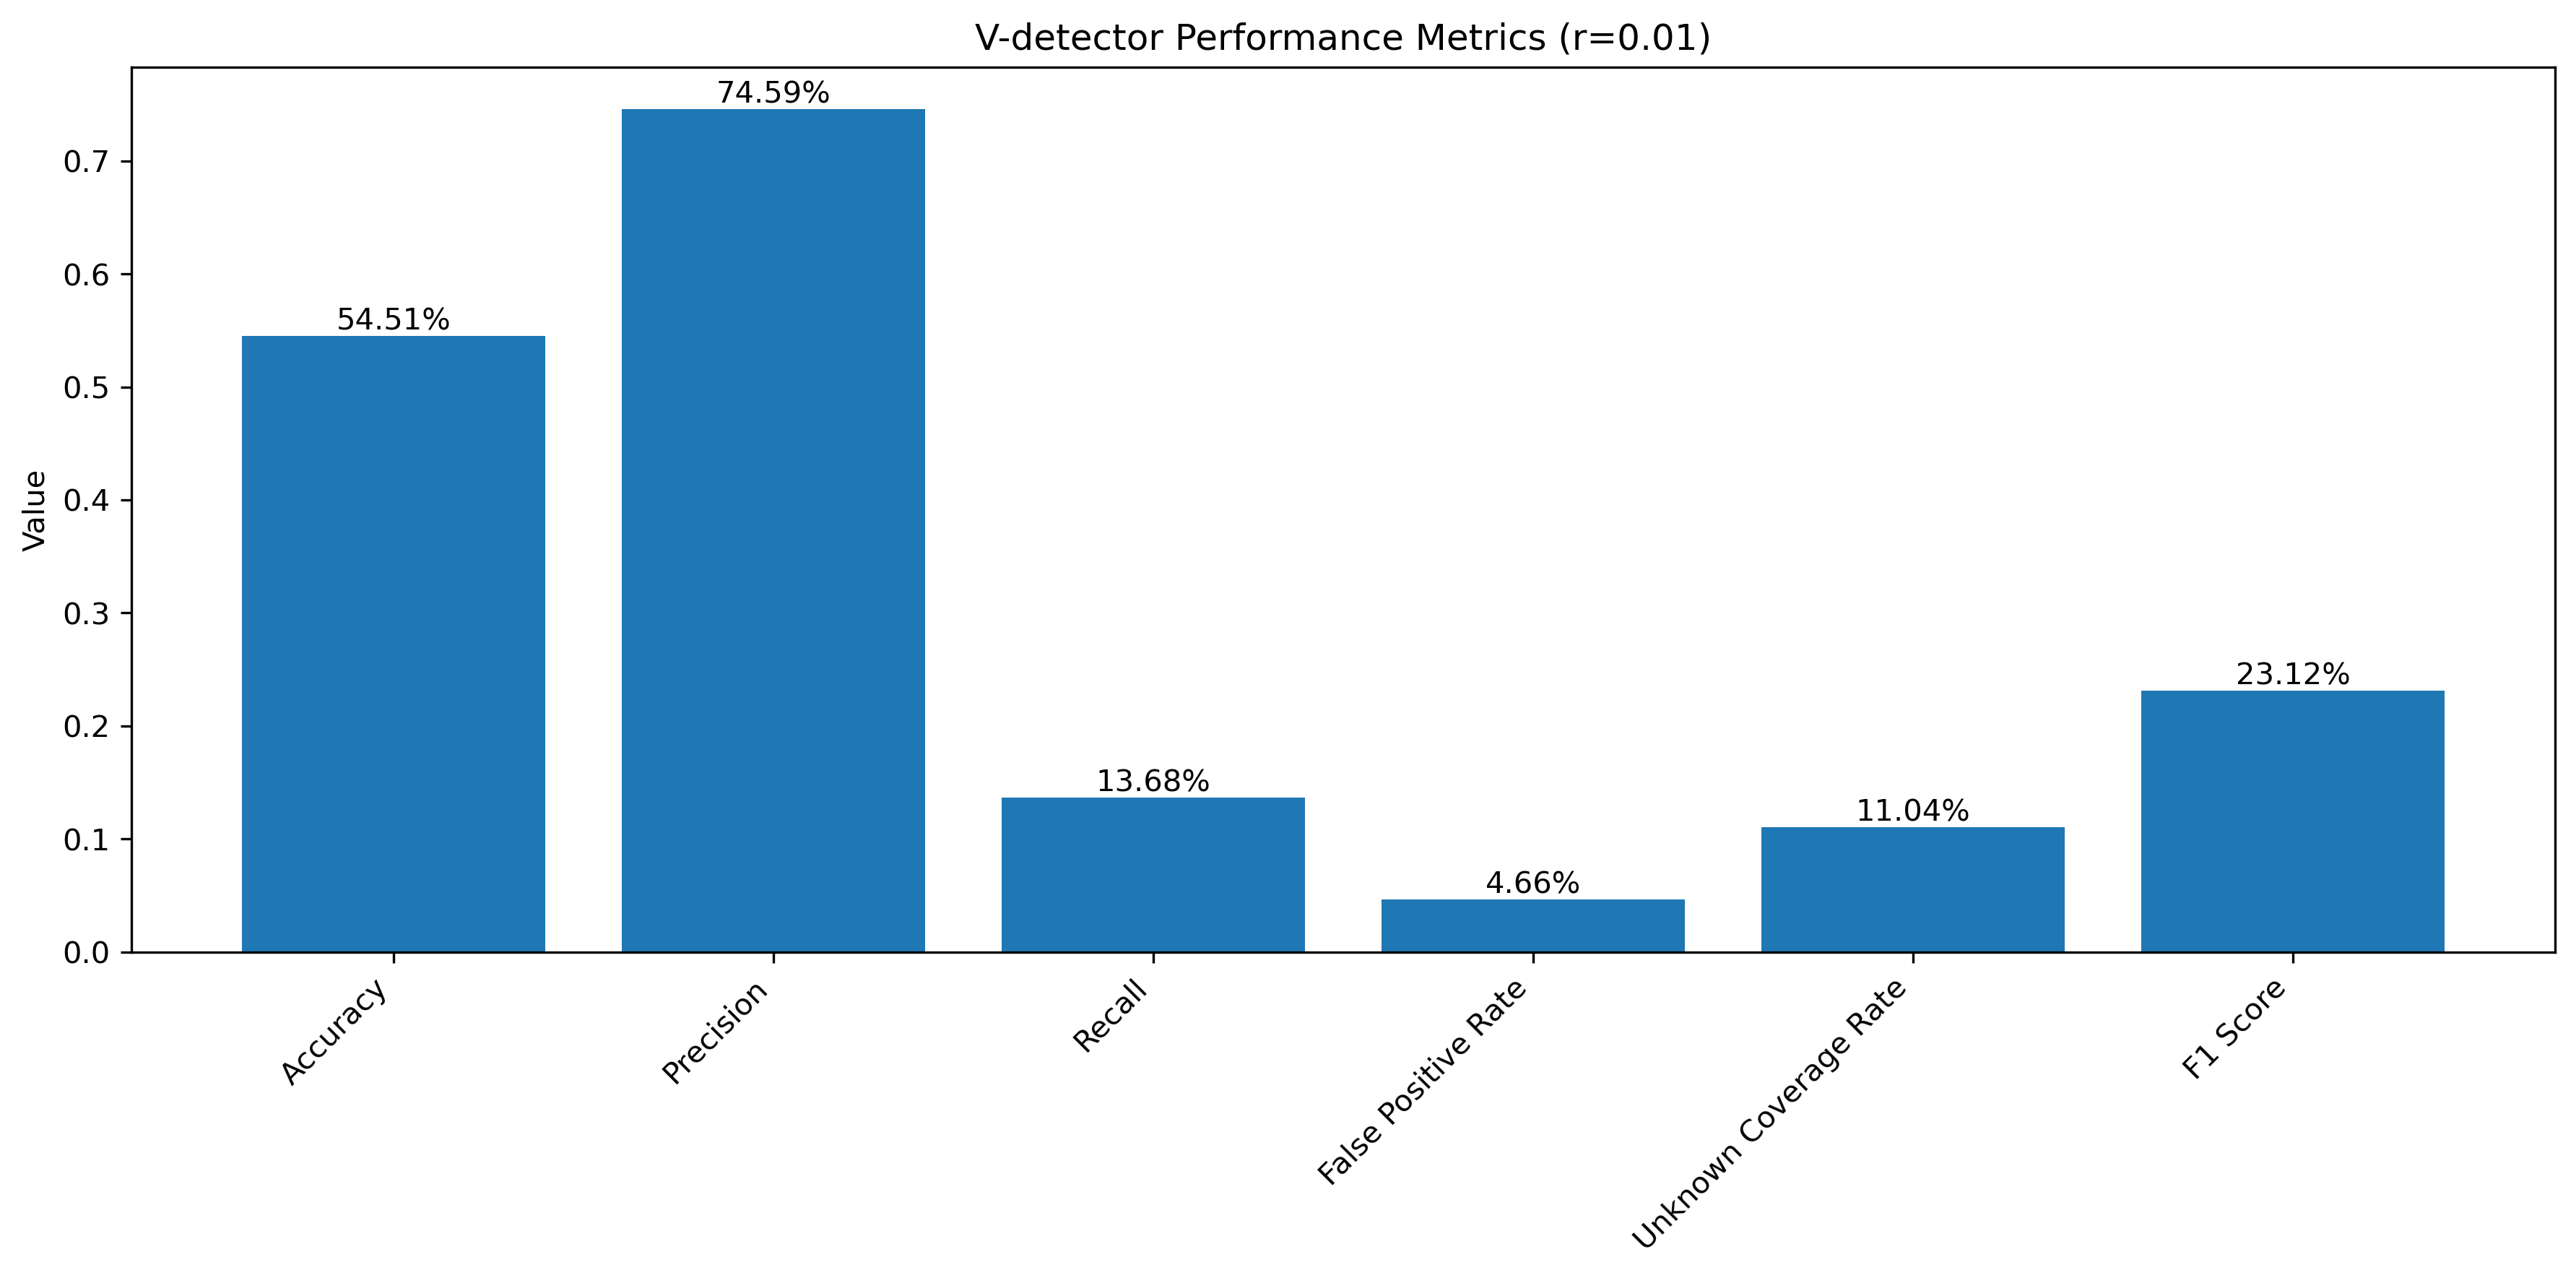 V-detector Performance Metrics (r=0.01)
74.59%
0.7
0.6
54.51%
0.5
0.4
Value
0.3
23.12%
0.2
13.68%
11.04%
0.1
4.66%
0.0
Accuracy
Precision
Recall
False Positive Rate
Unknown Coverage Rate
F1 Score